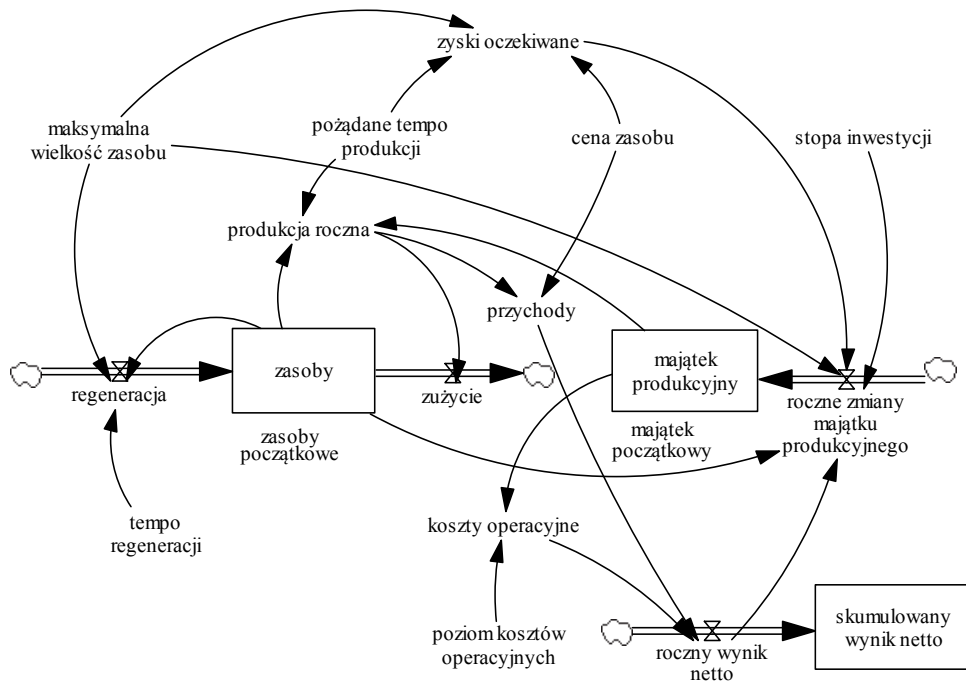 zyski oczekiwane
maksymalna
wielkość zasobu
pożądane tempo
produkcji
cena zasobu
stopa inwestycji
produkcja roczna
przychody
zasoby
majątek
produkcyjny
regeneracja
zużycie
roczne zmiany
majątku
produkcyjnego
zasoby
początkowe
majątek
początkowy
tempo
regeneracji
koszty operacyjne
poziom kosztów
operacyjnych
roczny wynik
netto
skumulowany
wynik netto